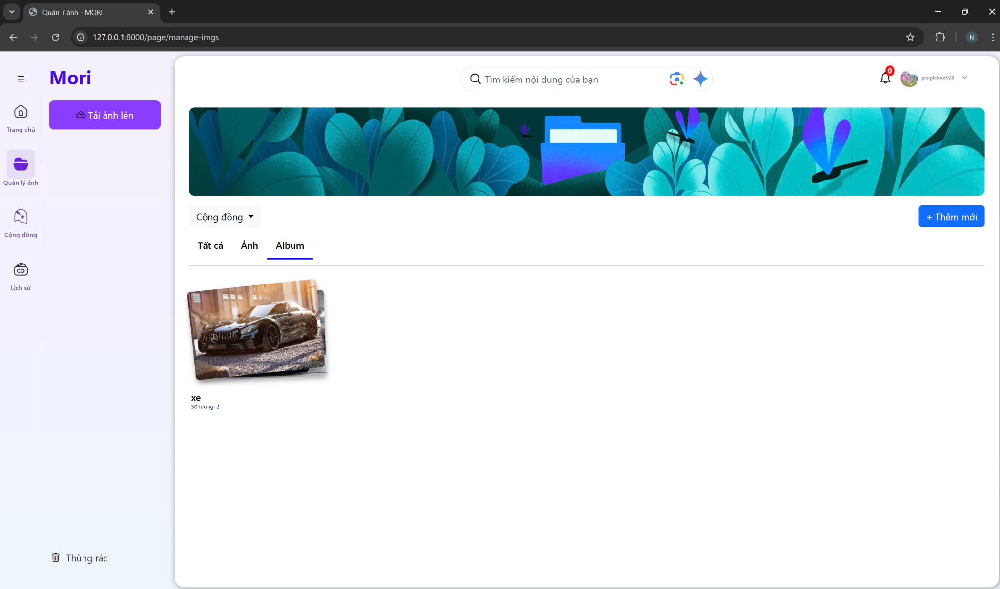 Quản lí ảnh - MORI
127.0.0.1:8000/page/manage-imgs
N
Mori
Tìm kiếm nội dung của bạn
0
peoplefour928
Tải ảnh lên
Trang chủ
Quản lý ảnh
Cộng đồng
Lịch sử
Cộng đồng
+ Thêm mới
Tất cả Ảnh Album
xe
Số lượng: 2
Thùng rác